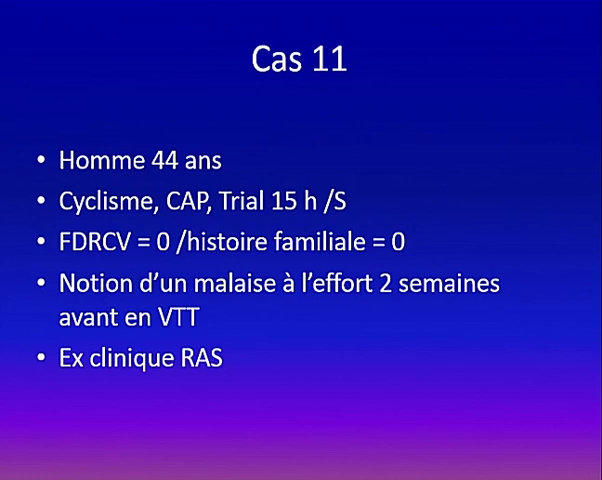 Cas 11
• Homme 44 ans
• Cyclisme, CAP, Trial 15 h /S
• FDRCV = 0 /histoire familiale = 0
• Notion d'un malaise à l'effort 2 semaines
avant en VTT
• Ex clinique RAS